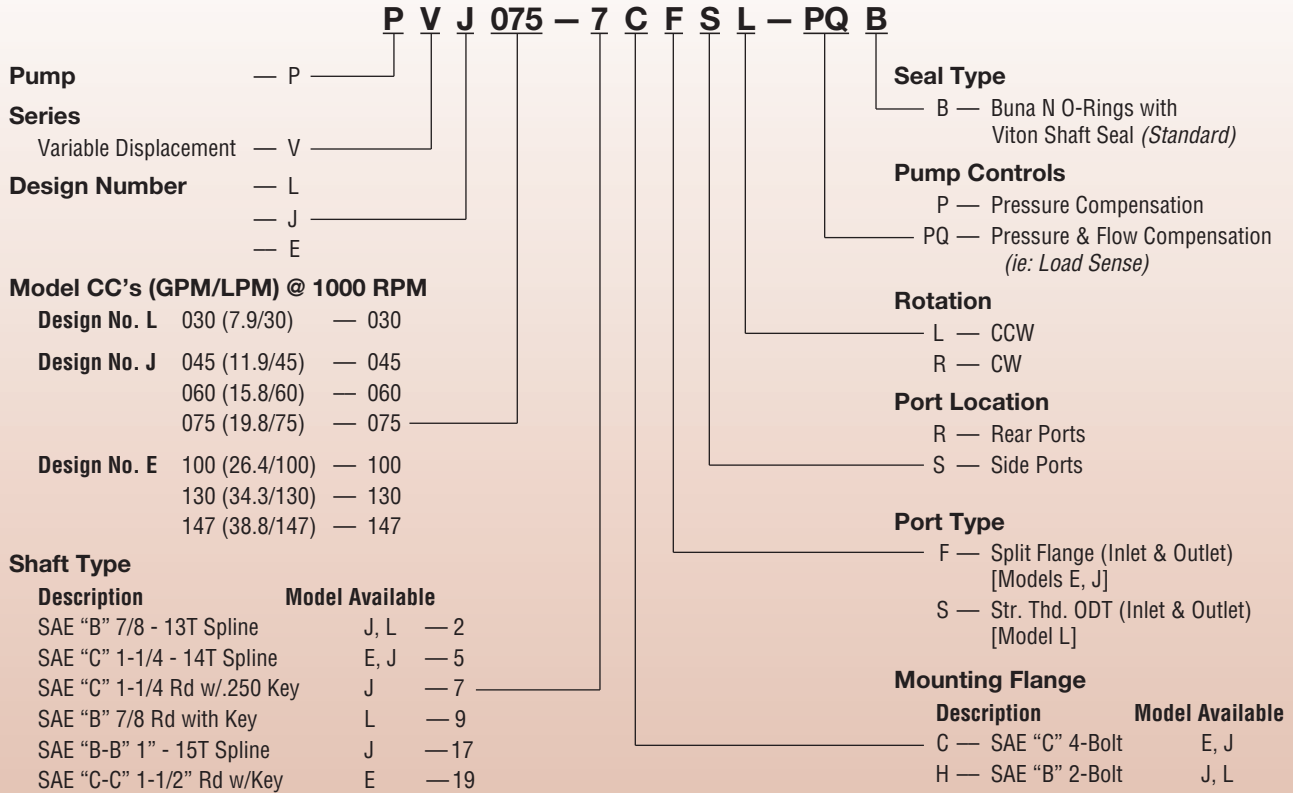 P V J 075 — 7 C F S L — PQ B
Pump — P
Series
Variable Displacement — V
Design Number — L
— J
— E
Model CC's (GPM/LPM) @ 1000 RPM
Design No. L 030 (7.9/30) — 030
Design No. J 045 (11.9/45) — 045
060 (15.8/60) — 060
075 (19.8/75) — 075
Design No. E 100 (26.4/100) — 100
130 (34.3/130) — 130
147 (38.8/147) — 147
Shaft Type
Description Model Available
SAE “B” 7/8 - 13T Spline J, L — 2
SAE “C” 1-1/4 - 14T Spline E, J — 5
SAE “C” 1-1/4 Rd w/.250 Key J — 7
SAE “B” 7/8 Rd with Key L — 9
SAE “B-B” 1” - 15T Spline J — 17
SAE “C-C” 1-1/2” Rd w/Key E — 19
Seal Type
B — Buna N O-Rings with
Viton Shaft Seal (Standard)
Pump Controls
P — Pressure Compensation
PQ — Pressure & Flow Compensation
(ie: Load Sense)
Rotation
L — CCW
R — CW
Port Location
R — Rear Ports
S — Side Ports
Port Type
F — Split Flange (Inlet & Outlet)
[Models E, J]
S — Str. Thd. ODT (Inlet & Outlet)
[Model L]
Mounting Flange
Description Model Available
C — SAE “C” 4-Bolt E, J
H — SAE “B” 2-Bolt J, L